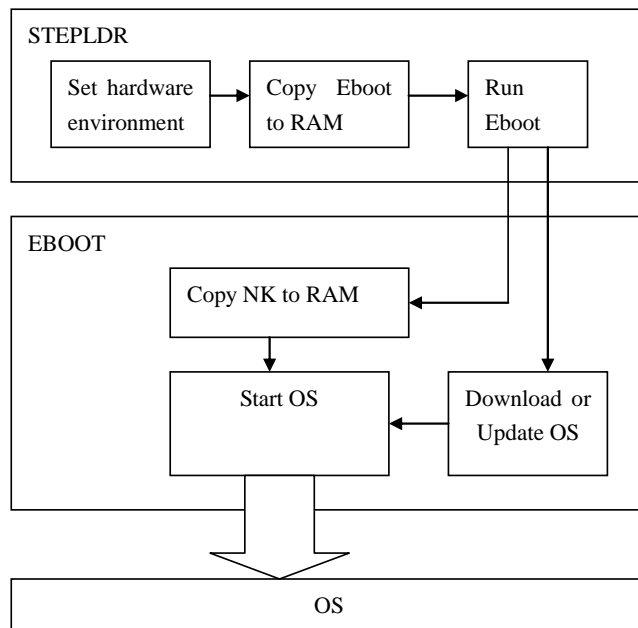 STEPLDR
Set hardware
environment
Copy Eboot
to RAM
Run
Eboot
EBOOT
Copy NK to RAM
Start OS
Download or
Update OS
OS